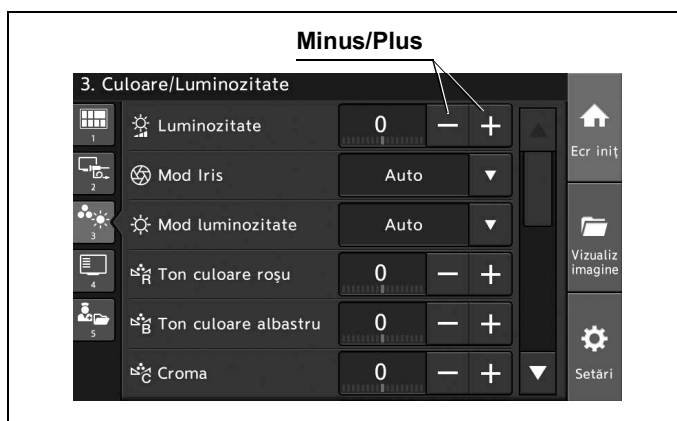 Minus/Plus
3. Culoare/Luminozitate
1
Luminozitate
0
Ecr iniț
2
Mod Iris
Auto
3
Mod luminozitate
Auto
Vizualiz
imagine
4
R Ton culoare roșu
0
5
B Ton culoare albastru
0
C Croma
0
Setări